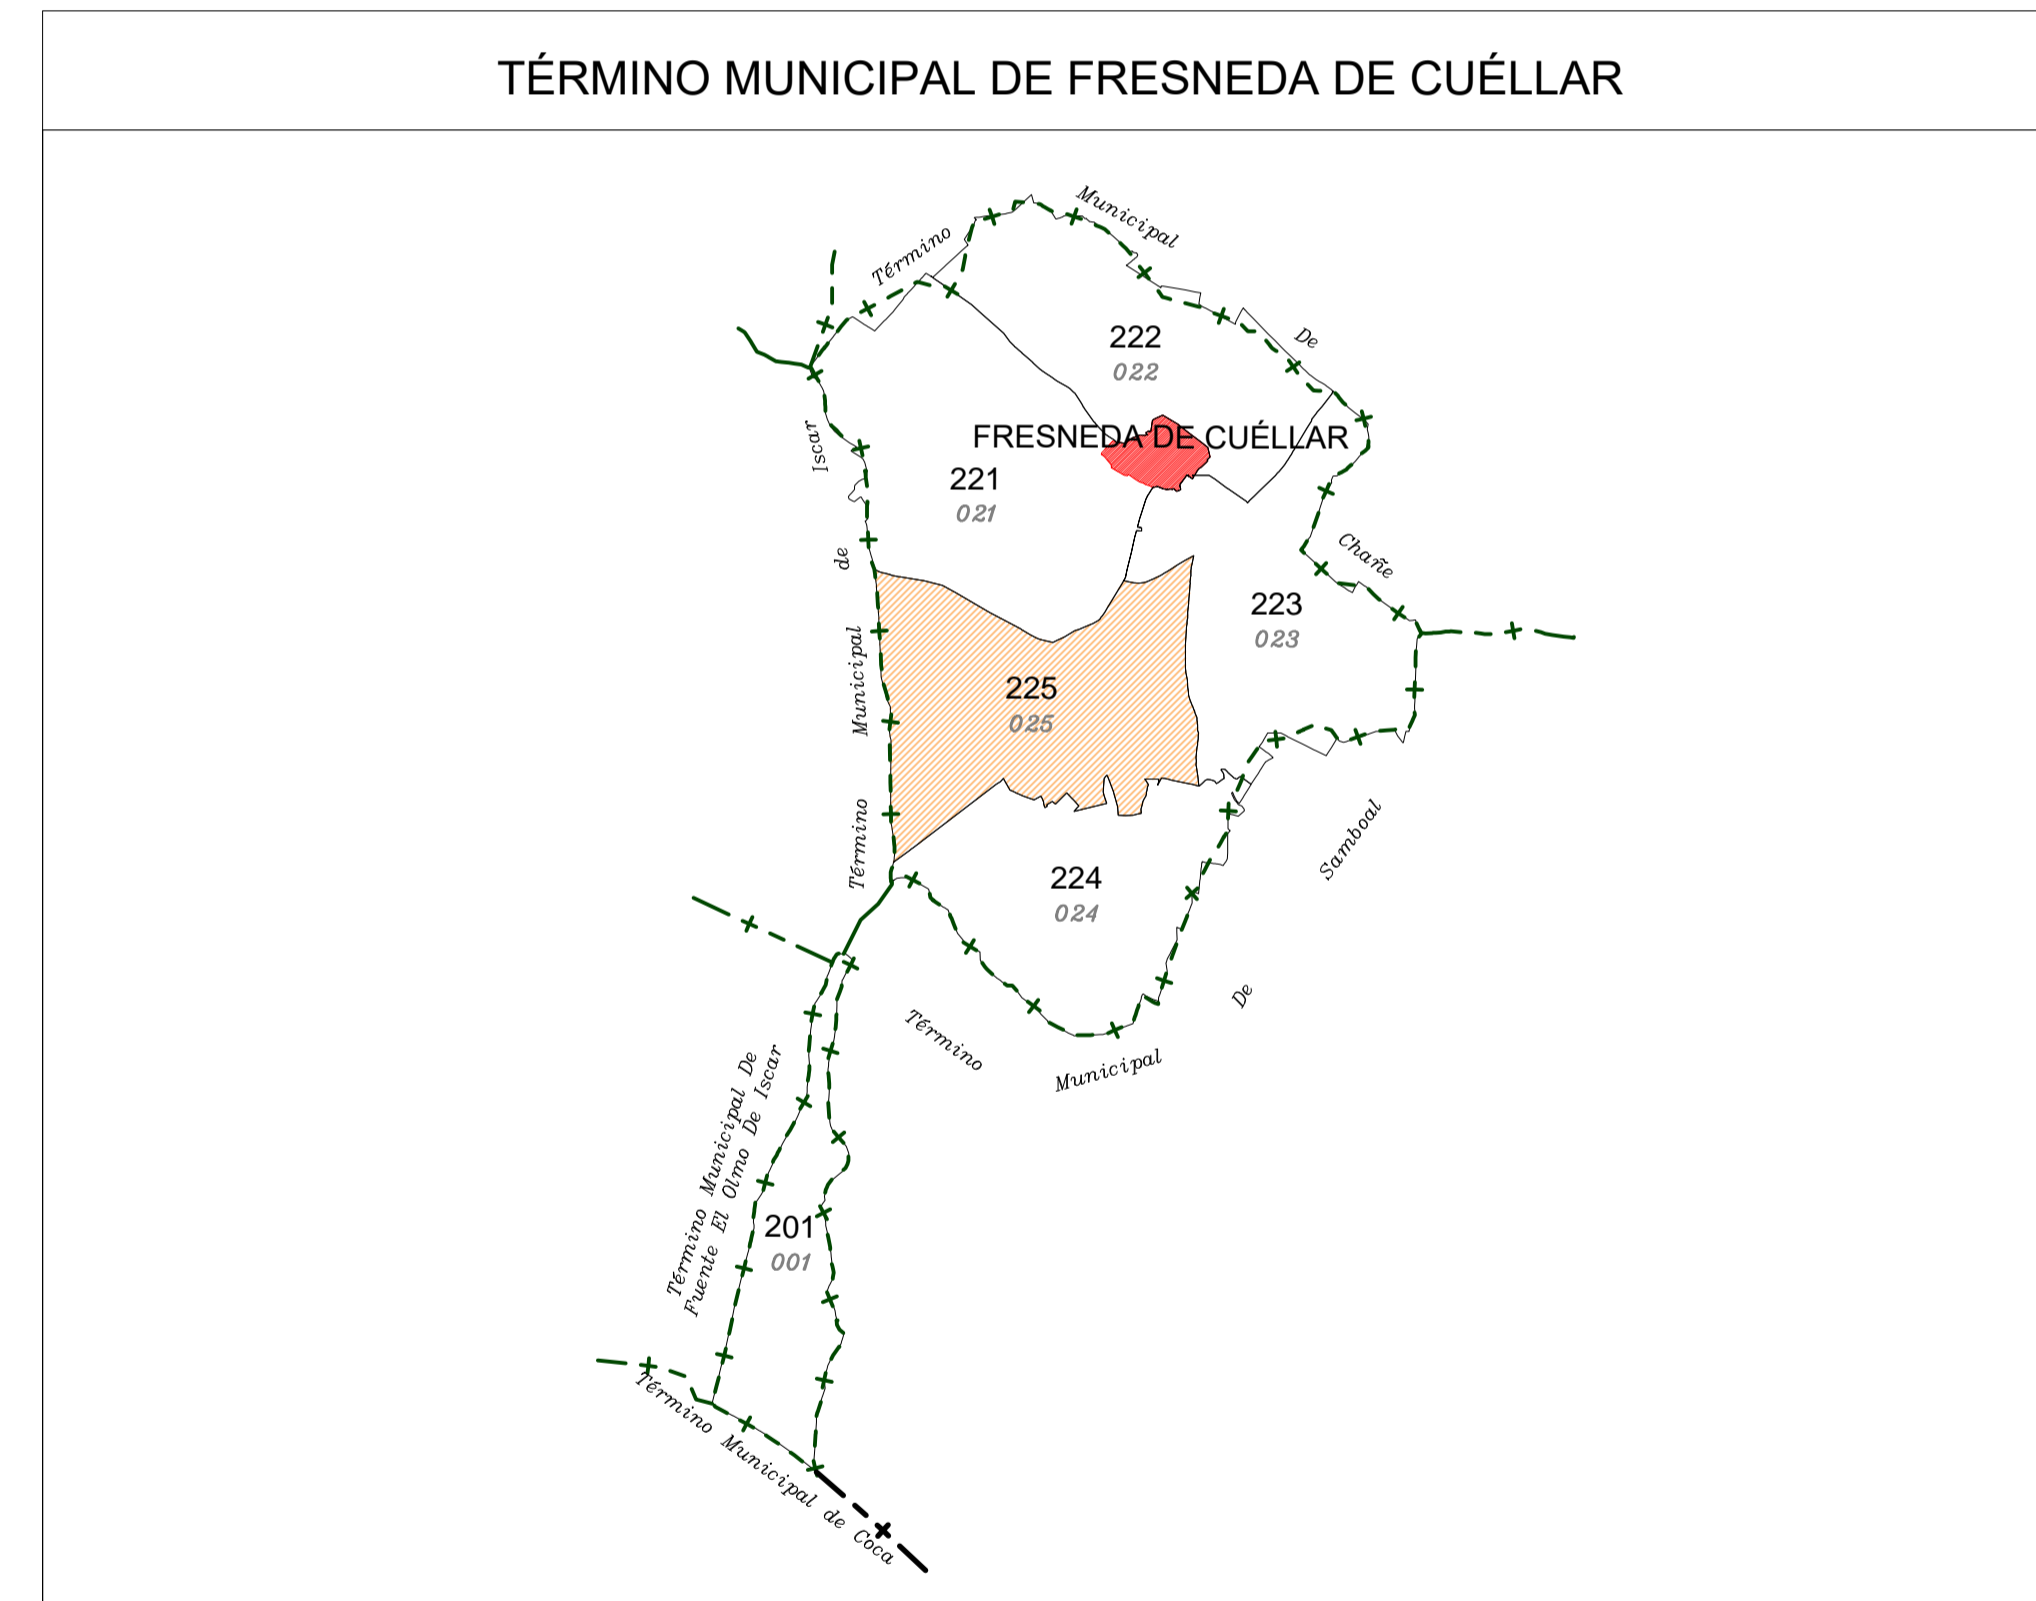 TÉRMINO MUNICIPAL DE FRESNEDA DE CUÉLLAR
Término Municipal De Chañe
222
022
FRESNEDA DE CUÉLLAR
221
021
223
023
225
025
224
024
Término Municipal de Iscar
Término Municipal De Samboal
Término Municipal De
Fuente El Olmo De Iscar
201
001
Término Municipal de Coca